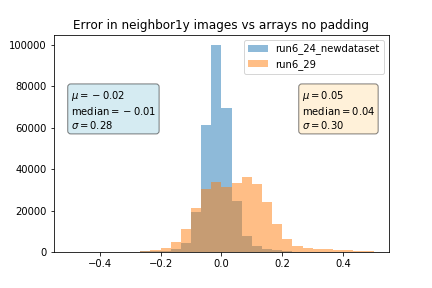 Error in neighbor1y images vs arrays no padding
run6_24_newdataset
run6_29
μ = −0.02
median = −0.01
σ = 0.28
μ = 0.05
median = 0.04
σ = 0.30
100000
80000
60000
40000
20000
0
−0.4
−0.2
0.0
0.2
0.4